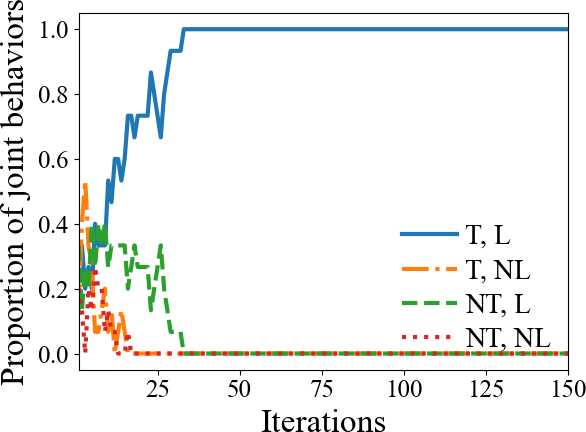 Proportion of joint behaviors
1.0
0.8
0.6
0.4
0.2
0.0
T, L
T, NL
NT, L
NT, NL
25 50 75 100 125 150
Iterations